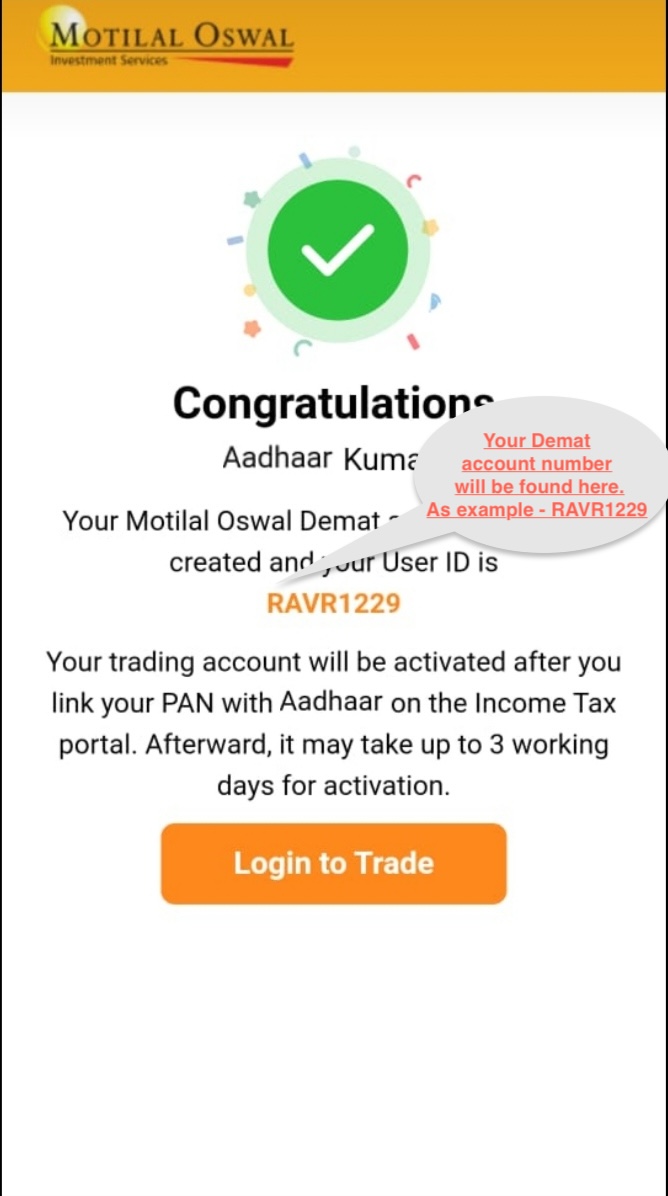 MOTILAL OSWAL
Investment Services
Congratulations
Aadhaar
Your Demat
account number
will be found here.
As example - RAVR1229
Your Motilal Oswal Demat
created and your User ID is
RAVR1229
Your trading account will be activated after you
link your PAN with Aadhaar on the Income Tax
portal. Afterward, it may take up to 3 working
days for activation.
Login to Trade